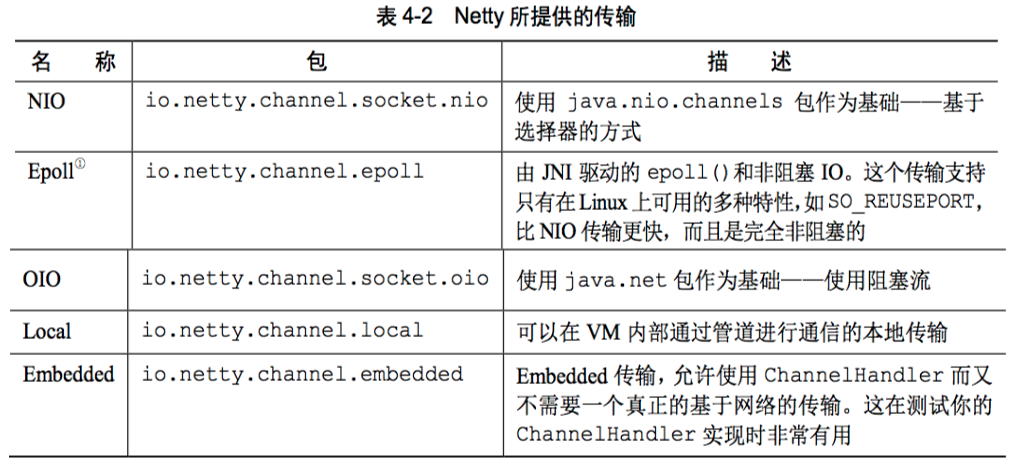 表 4-2 Netty 所提供的传输
名 称 包 描 述
NIO io.netty.channel.socket.nio 使用 java.nio.channels 包作为基础——基于
选择器的方式
Epoll① io.netty.channel.epoll 由 JNI 驱动的 epoll()和非阻塞 IO。这个传输支持
只有在 Linux 上可用的多种特性，如 SO_REUSEPORT，
比 NIO 传输更快，而且是完全非阻塞的
OIO io.netty.channel.socket.oio 使用 java.net 包作为基础——使用阻塞流
Local io.netty.channel.local 可以在 VM 内部通过管道进行通信的本地传输
Embedded io.netty.channel.embedded Embedded 传输，允许使用 ChannelHandler 而又
不需要一个真正的基于网络的传输。这在测试你的
ChannelHandler 实现时非常有用